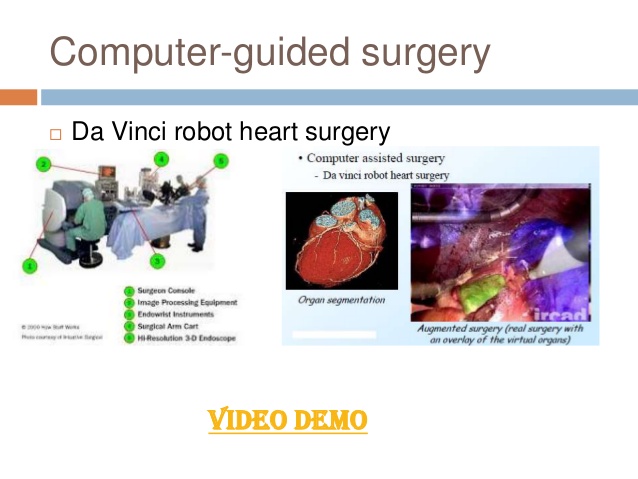 Computer-guided surgery
Da Vinci robot heart surgery
2
4
5
1
3
1 Surgeon Console
2 Image Processing Equipment
3 Endowrist Instruments
4 Surgical Arm Cart
5 Hi-Resolution 3-D Endoscope
© 2009 How Stuff Works
Photo courtesy of Intuitive Surgical
• Computer assisted surgery
- Da vinci robot heart surgery
Organ segmentation
ircad
Augmented surgery (real surgery with
an overlay of the virtual organs)
VIDEO DEMO